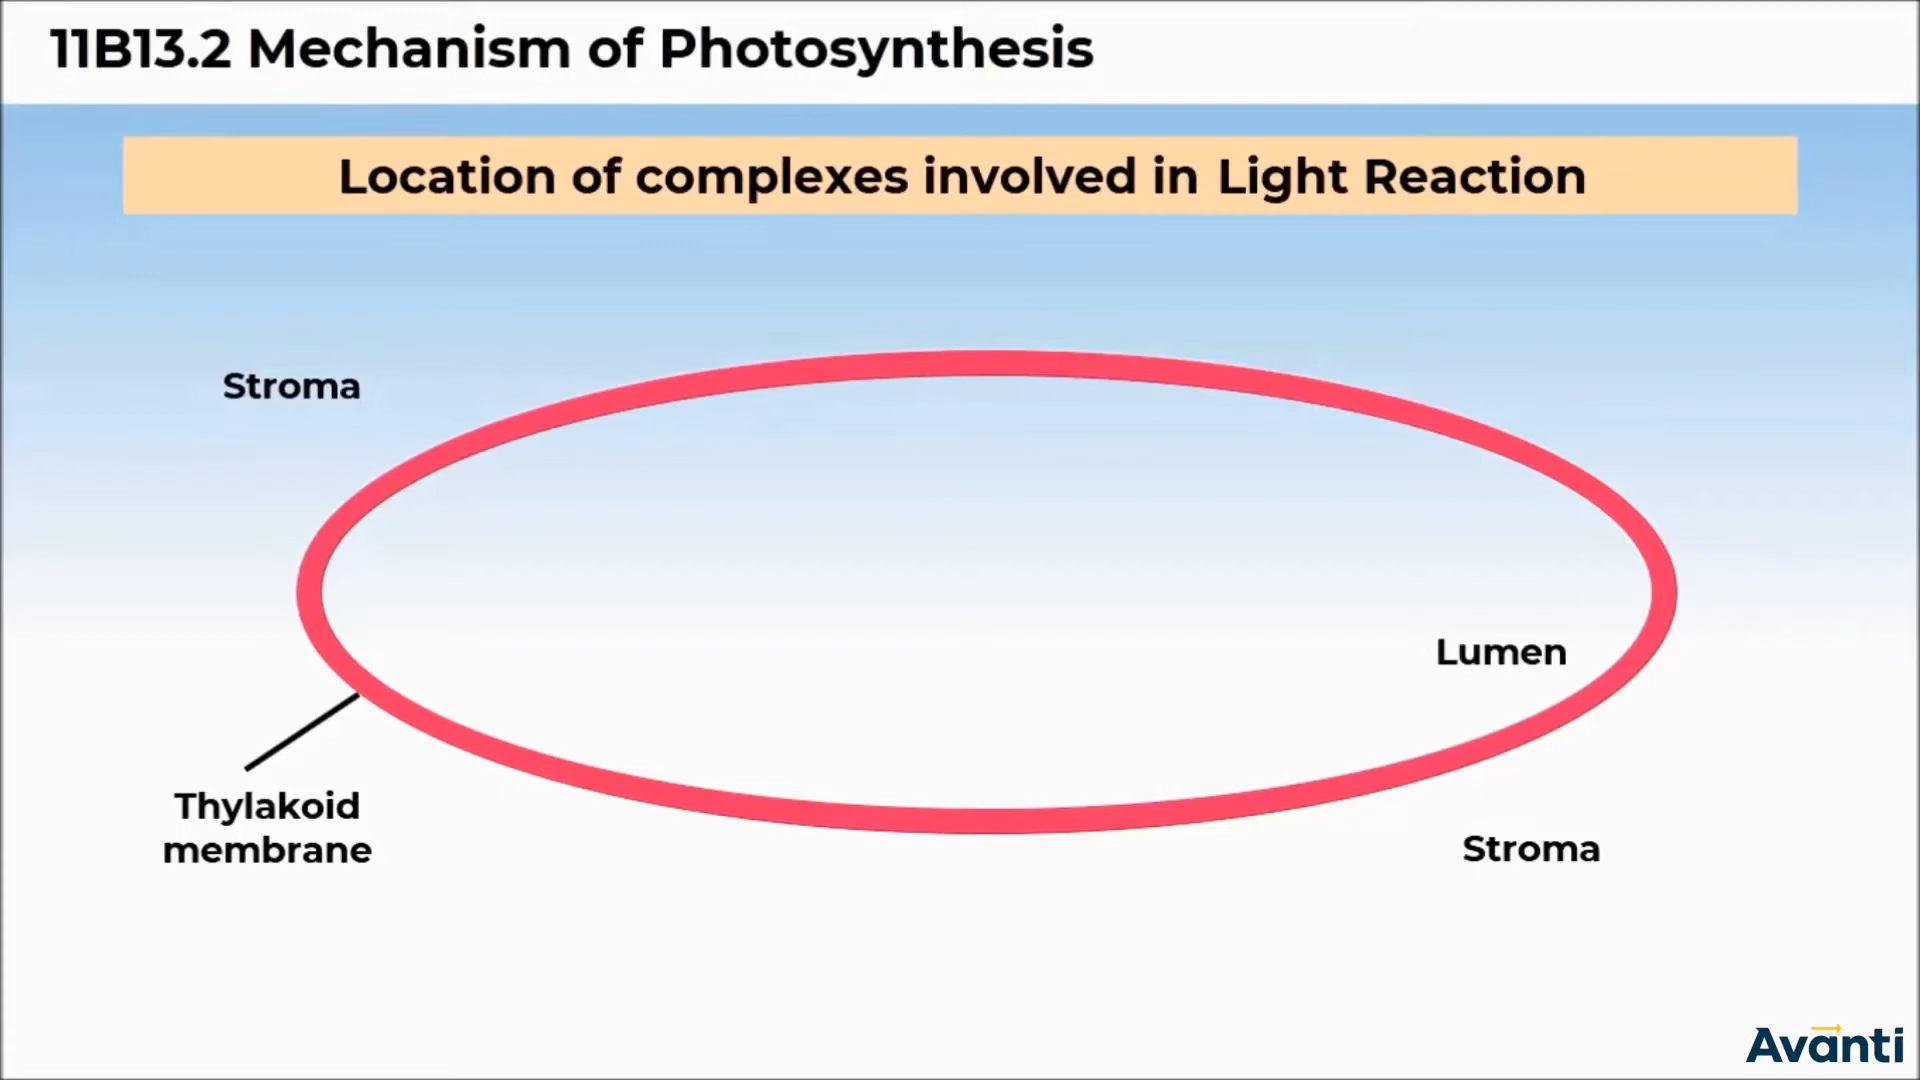 11B13.2 Mechanism of Photosynthesis
Location of complexes involved in Light Reaction
Stroma
Lumen
Thylakoid
membrane
Stroma
Avanti